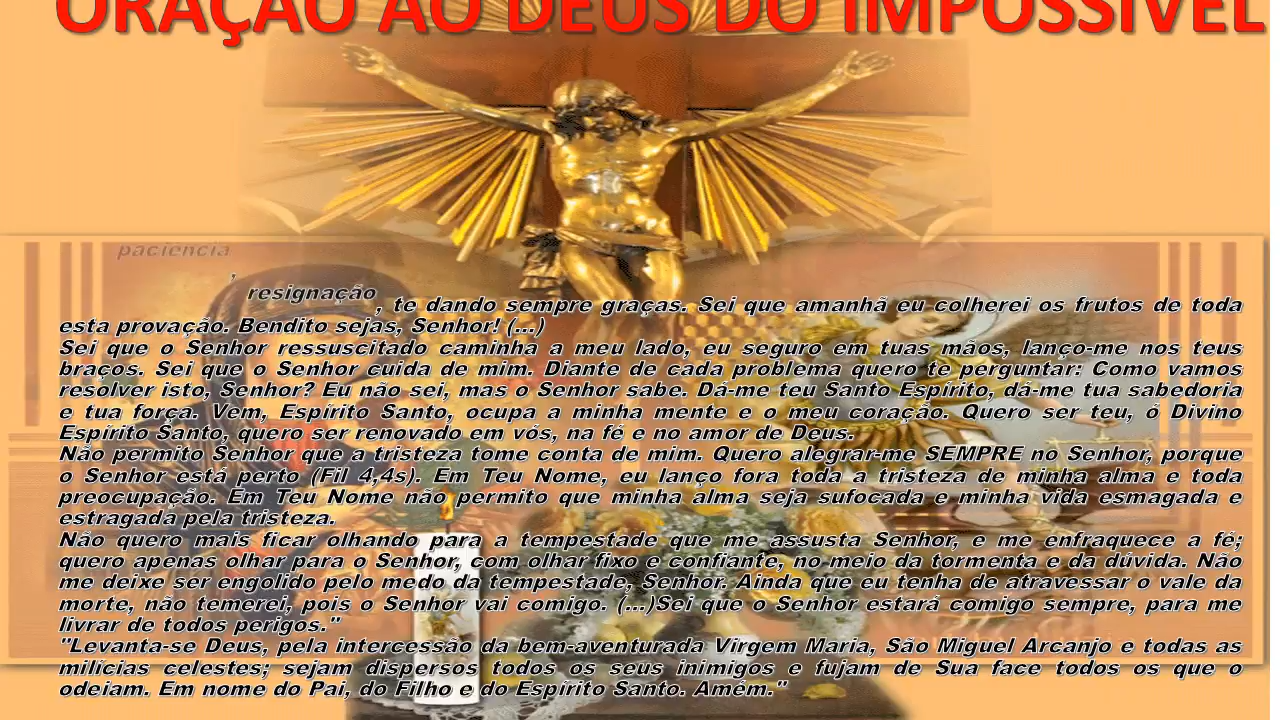 ORAÇÃO AO DEUS DO IMPOSSÍVEL
paciência
,
resignação
, te dando sempre graças. Sei que amanhã eu colherei os frutos de toda
esta provação. Bendito sejas, Senhor! (...)
Sei que o Senhor ressuscitado caminha a meu lado, eu seguro em tuas mãos, lanço-me nos teus
braços. Sei que o Senhor cuida de mim. Diante de cada problema quero te perguntar: Como vamos
resolver isto, Senhor? Eu não sei, mas o Senhor sabe. Dá-me teu Santo Espírito, dá-me tua sabedoria
e tua força. Vem, Espírito Santo, ocupa a minha mente e o meu coração. Quero ser teu, ó Divino
Espírito Santo, quero ser renovado em vós, na fé e no amor de Deus.
Não permito Senhor que a tristeza tome conta de mim. Quero alegrar-me SEMPRE no Senhor, porque
o Senhor está perto (Fil 4,4s). Em Teu Nome, eu lanço fora toda a tristeza de minha alma e toda
preocupação. Em Teu Nome não permito que minha alma seja sufocada e minha vida esmagada e
estragada pela tristeza.
Não quero mais ficar olhando para a tempestade que me assusta Senhor, e me enfraquece a fé;
quero apenas olhar para o Senhor, com olhar fixo e confiante, no meio da tormenta e da dúvida. Não
me deixe ser engolido pelo medo da tempestade, Senhor. Ainda que eu tenha de atravessar o vale da
morte, não temerei, pois o Senhor vai comigo. (...)Sei que o Senhor estará comigo sempre, para me
livrar de todos perigos."
"Levanta-se Deus, pela intercessão da bem-aventurada Virgem Maria, São Miguel Arcanjo e todas as
milícias celestes; sejam dispersos todos os seus inimigos e fujam de Sua face todos os que o
odeiam. Em nome do Pai, do Filho e do Espírito Santo. Amém."